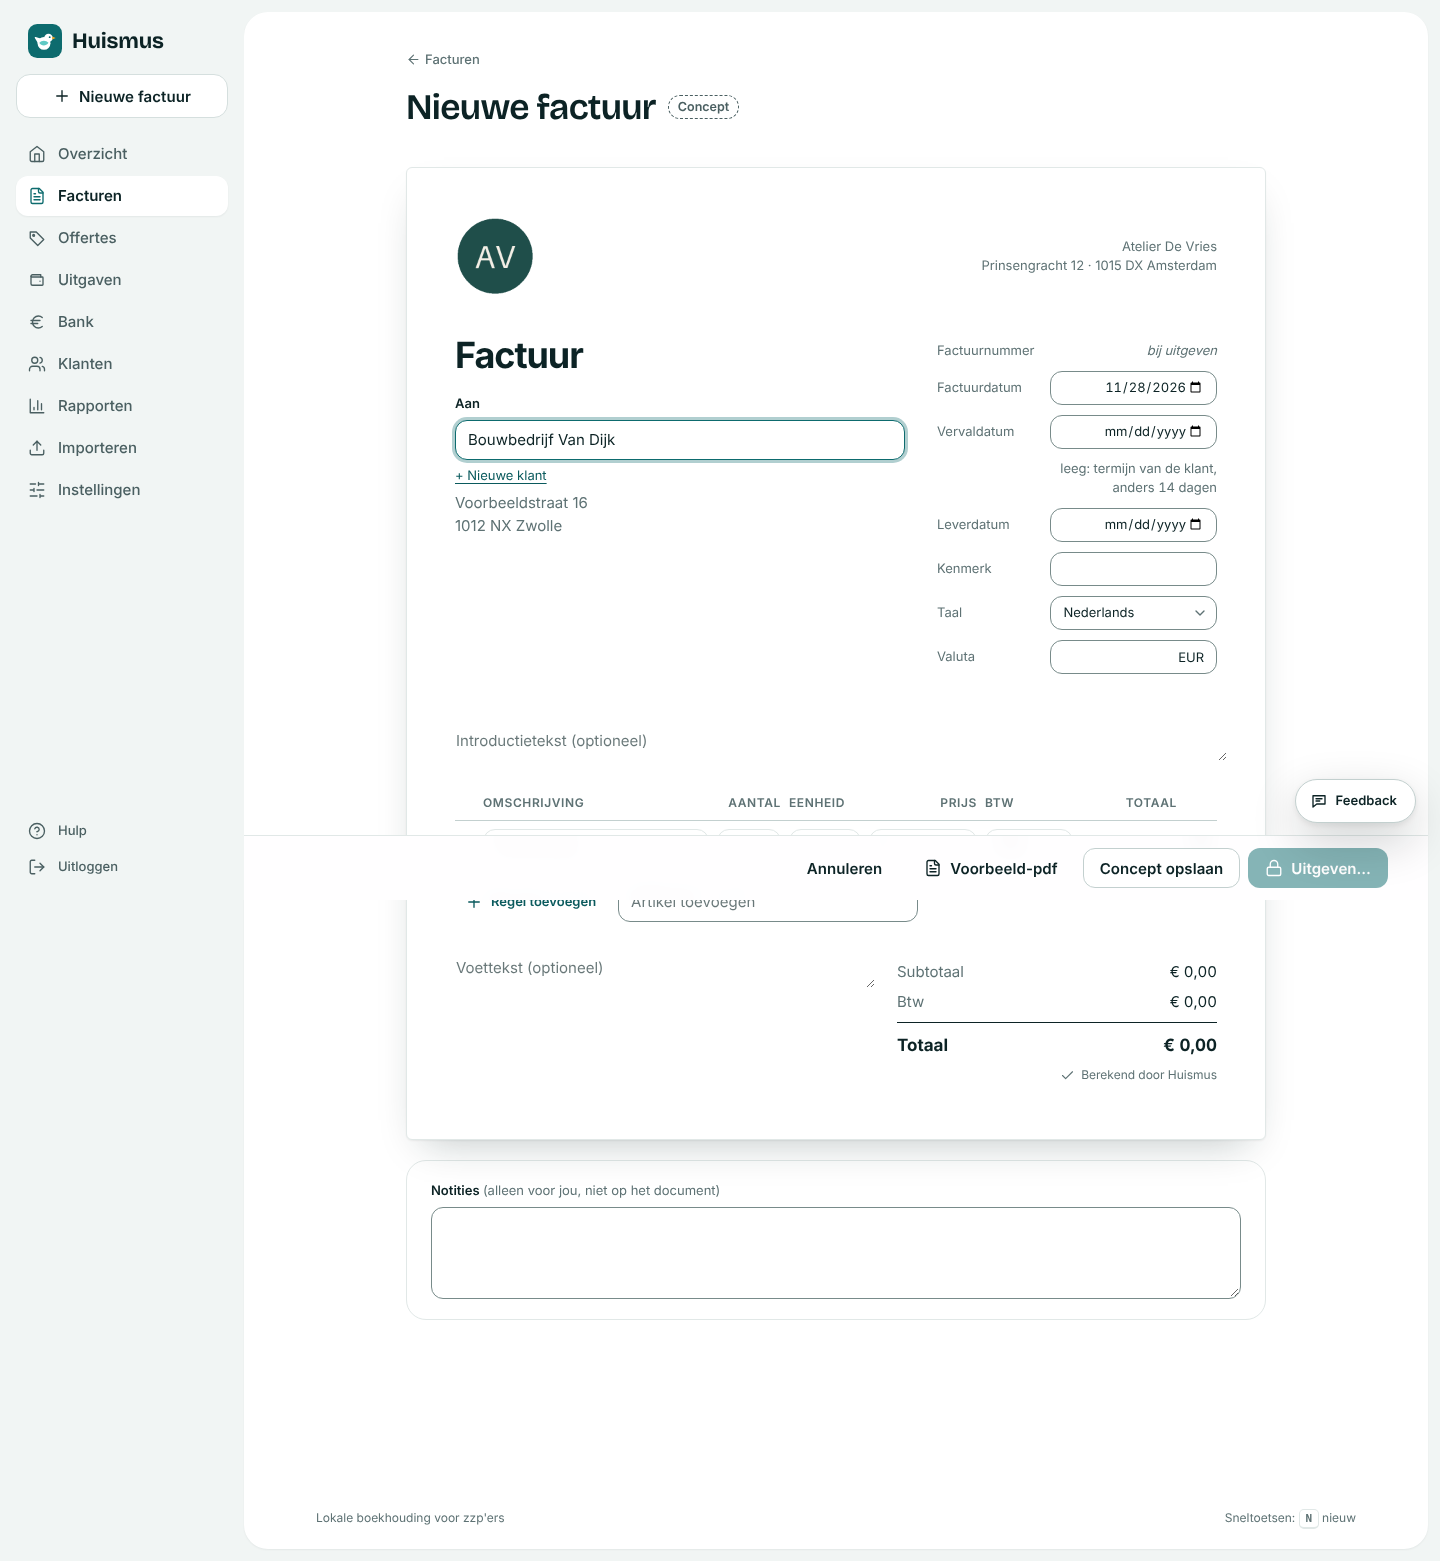 Huismus
Nieuwe factuur
Overzicht
Facturen
Offertes
Uitgaven
Bank
Klanten
Rapporten
Importeren
Instellingen
Hulp
Uitloggen
Facturen
Nieuwe factuur
Concept
AV
Atelier De Vries
Prinsengracht 12 · 1015 DX Amsterdam
Factuur
Aan
Bouwbedrijf Van Dijk
+ Nieuwe klant
Voorbeeldstraat 16
1012 NX Zwolle
Factuurnummer bij uitgeven
Factuurdatum 11/28/2026
Vervaldatum mm/dd/yyyy
leeg: termijn van de klant,
anders 14 dagen
Leverdatum mm/dd/yyyy
Kenmerk
Taal Nederlands
Valuta EUR
Introductietekst (optioneel)
OMSCHRIJVING AANTAL EENHEID PRIJS BTW TOTAAL
Feedback
Annuleren Voorbeeld-pdf Concept opslaan Uitgeven...
Regel toevoegen Artikel toevoegen
Voettekst (optioneel)
Subtotaal € 0,00
Btw € 0,00
Totaal € 0,00
Berekend door Huismus
Notities (alleen voor jou, niet op het document)
Lokale boekhouding voor zzp'ers
Sneltoetsen: N nieuw